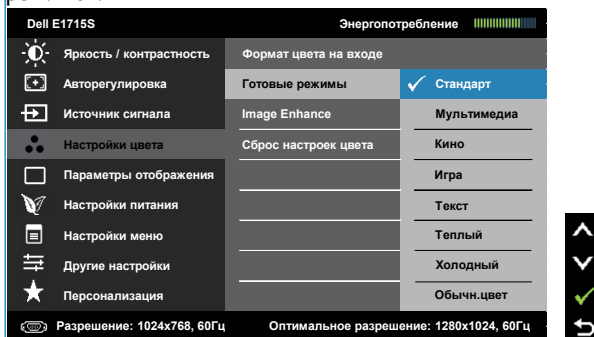 Dell E1715S Энергопотребление
Яркость / контрастность Формат цвета на входе
Авторегулировка Готовые режимы Стандарт
Источник сигнала Image Enhance Мультимедиа
Настройки цвета Сброс настроек цвета Кино
Параметры отображения Игра
Настройки питания Текст
Настройки меню Теплый
Другие настройки Холодный
Персонализация Обычн.цвет
Разрешение: 1024x768, 60Гц Оптимальное разрешение: 1280x1024, 60Гц